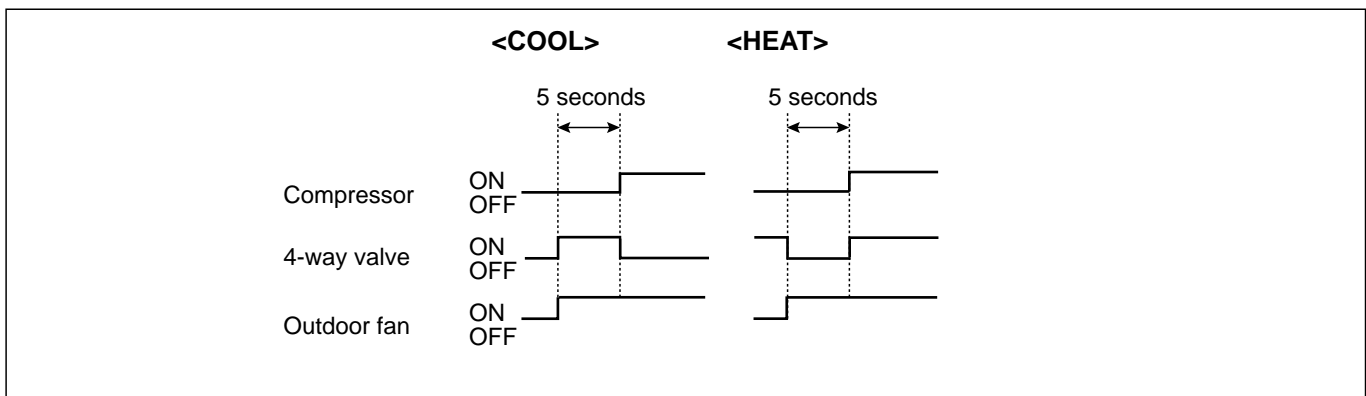 <COOL> <HEAT>
5 seconds 5 seconds
Compressor ON
OFF
4-way valve ON
OFF
Outdoor fan ON
OFF